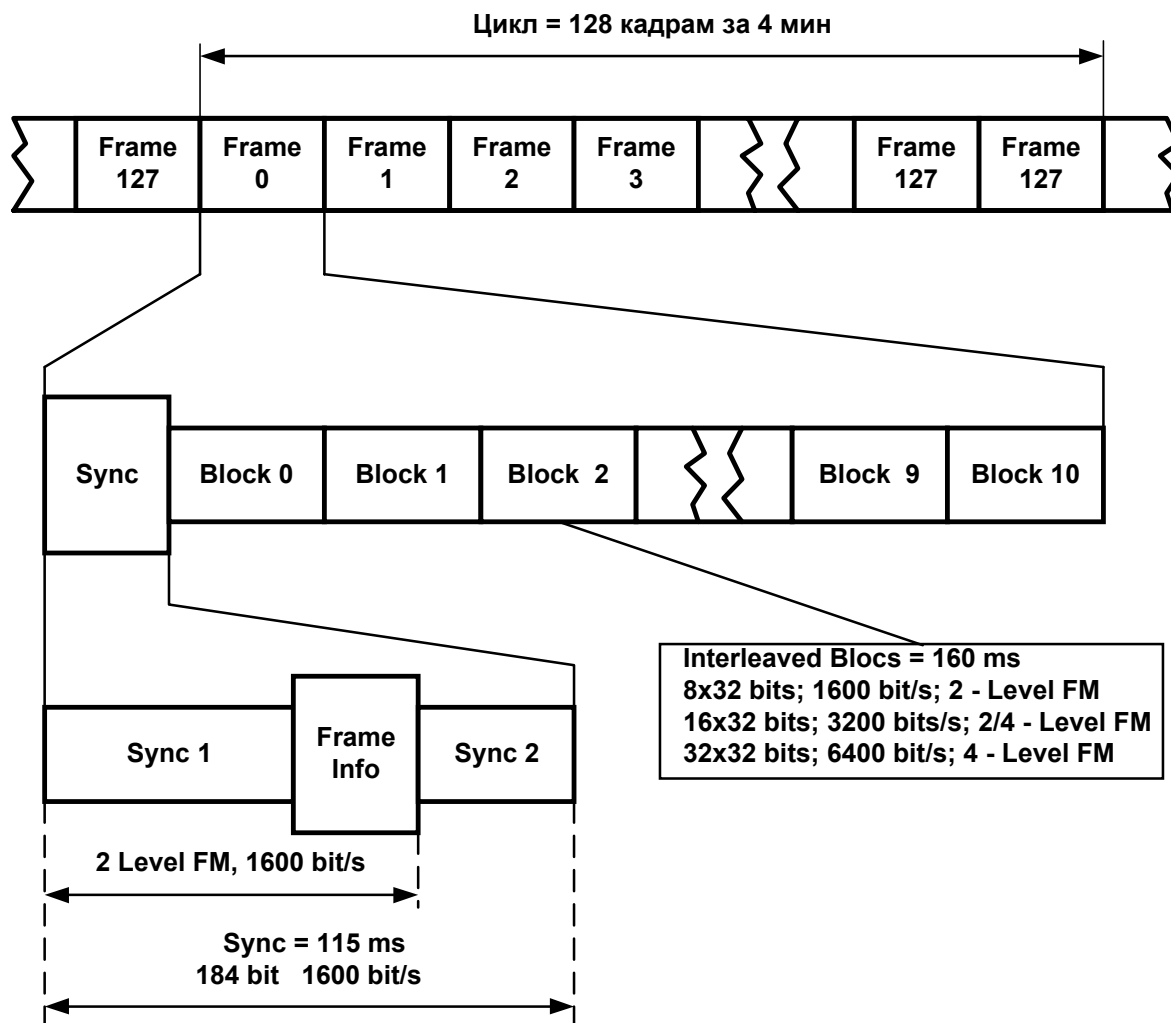 Цикл = 128 кадрам за 4 мин
Frame 127
Frame 0
Frame 1
Frame 2
Frame 3
Frame 127
Frame 127
Sync
Block 0
Block 1
Block 2
Block 9
Block 10
Interleaved Blocs = 160 ms
8x32 bits; 1600 bit/s; 2 - Level FM
16x32 bits; 3200 bits/s; 2/4 - Level FM
32x32 bits; 6400 bit/s; 4 - Level FM
Sync 1
Frame
Info
Sync 2
2 Level FM, 1600 bit/s
Sync = 115 ms
184 bit 1600 bit/s